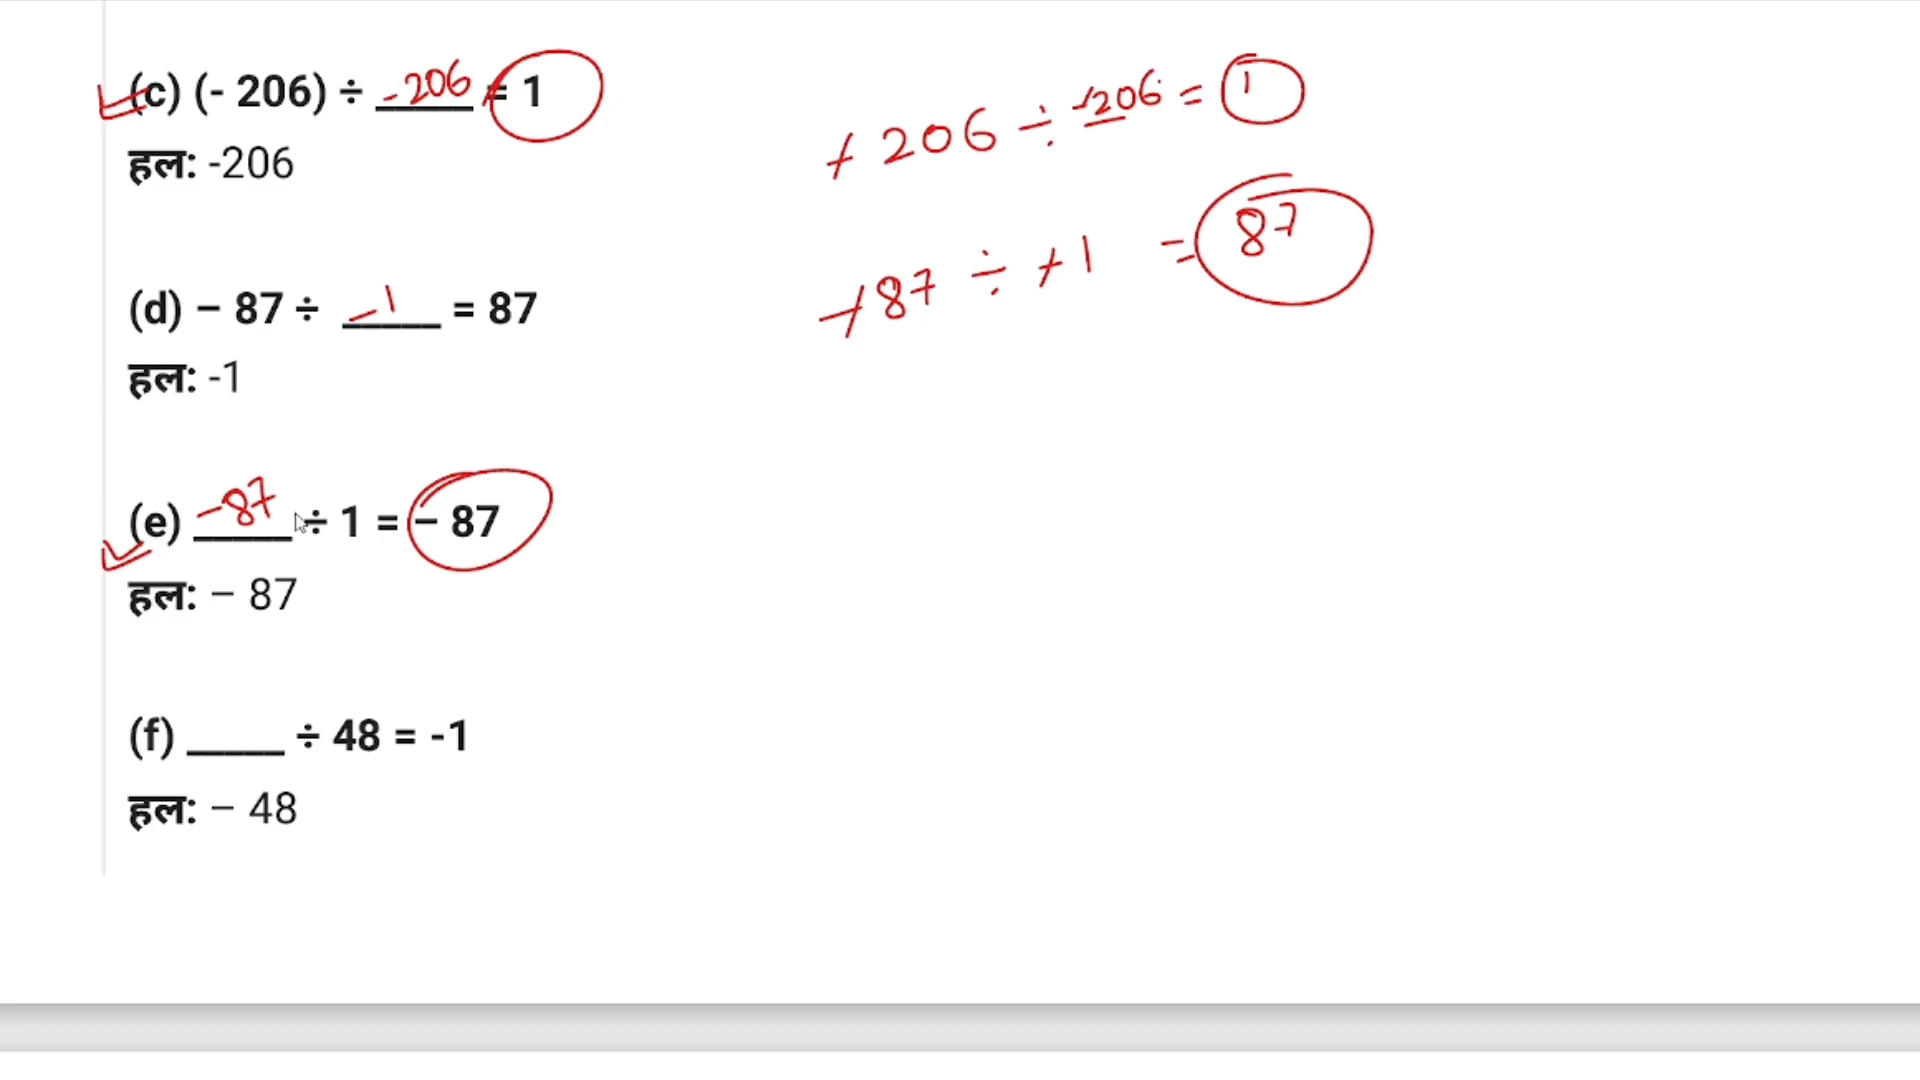 (c) (- 206) ÷ -206 = 1
+ 206 ÷ +206 = 1
हल: -206
+87 ÷ +1 = 87
(d) – 87 ÷ -1 = 87
हल: -1
(e) -87 ÷ 1 = – 87
हल: – 87
(f) _____ ÷ 48 = -1
हल: – 48